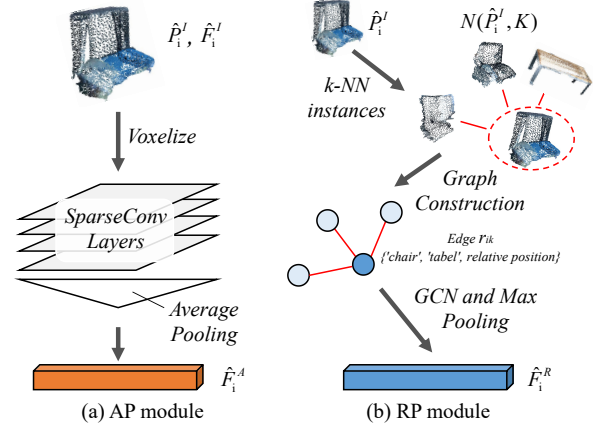 P̂ᵢᴵ, F̂ᵢᴵ
Voxelize
SparseConv
Layers
Average
Pooling
F̂ᵢᴬ
(a) AP module
P̂ᵢᴵ
N(P̂ᵢᴵ, K)
k-NN
instances
Graph
Construction
Edge rᵢₖ
{'chair', 'tabel', relative position}
GCN and Max
Pooling
F̂ᵢᴿ
(b) RP module